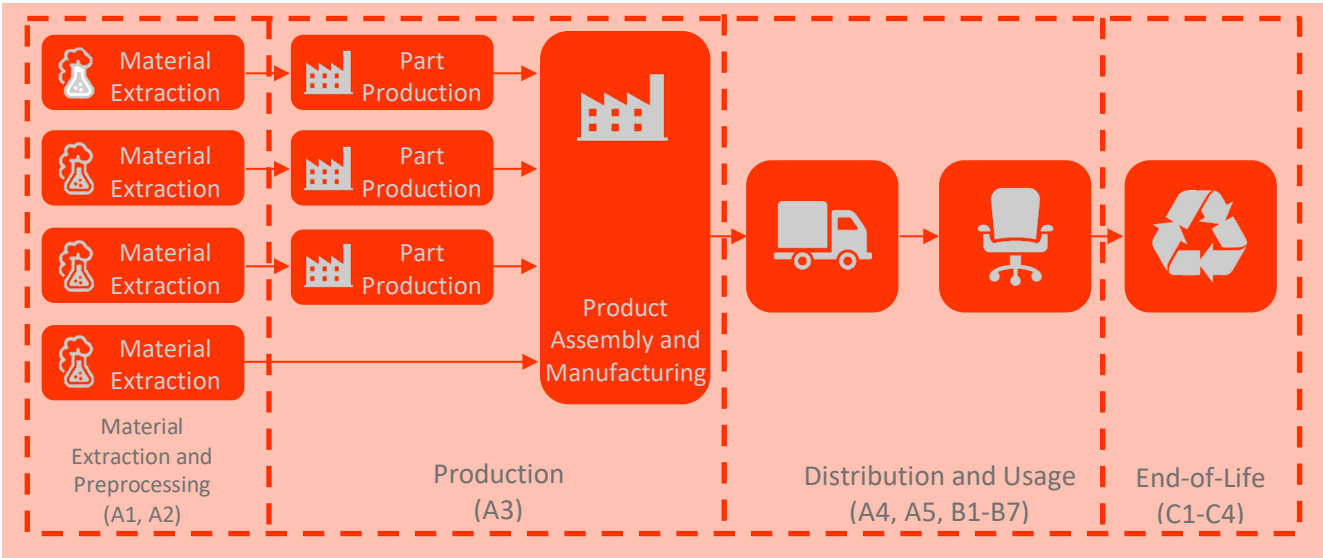 Material
Extraction
Part
Production
Material
Extraction
Part
Production
Material
Extraction
Part
Production
Material
Extraction
Product
Assembly and
Manufacturing
Material
Extraction and
Preprocessing
(A1, A2)
Production
(A3)
Distribution and Usage
(A4, A5, B1-B7)
End-of-Life
(C1-C4)